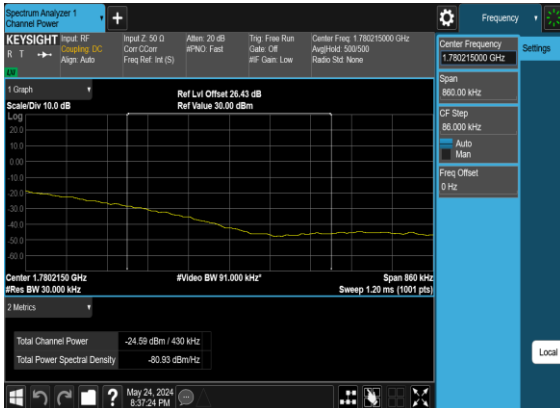 Spectrum Analyzer 1
Channel Power
Frequency
KEYSIGHT
R T
Input: RF
Coupling: DC
Align: Auto
Input Z: 50 Ω
Corr CCorr
Freq Ref: Int (S)
Atten: 20 dB
#PNO: Fast
Trig: Free Run
Gate: Off
#IF Gain: Low
Center Freq: 1.780215000 GHz
Avg|Hold: 500/500
Radio Std: None
Center Frequency
1.780215000 GHz
Settings
Span
860.00 kHz
CF Step
86.000 kHz
Auto
Man
Freq Offset
0 Hz
1 Graph
Scale/Div 10.0 dB
Ref Lvl Offset 26.43 dB
Ref Value 30.00 dBm
Log
20.0
10.0
0.00
-10.0
-20.0
-30.0
-40.0
-50.0
-60.0
Center 1.7802150 GHz
#Video BW 91.000 kHz*
Span 860 kHz
#Res BW 30.000 kHz
Sweep 1.20 ms (1001 pts)
2 Metrics
Total Channel Power
-24.59 dBm / 430 kHz
Total Power Spectral Density
-80.93 dBm/Hz
Local
?
May 24, 2024
8:37:24 PM